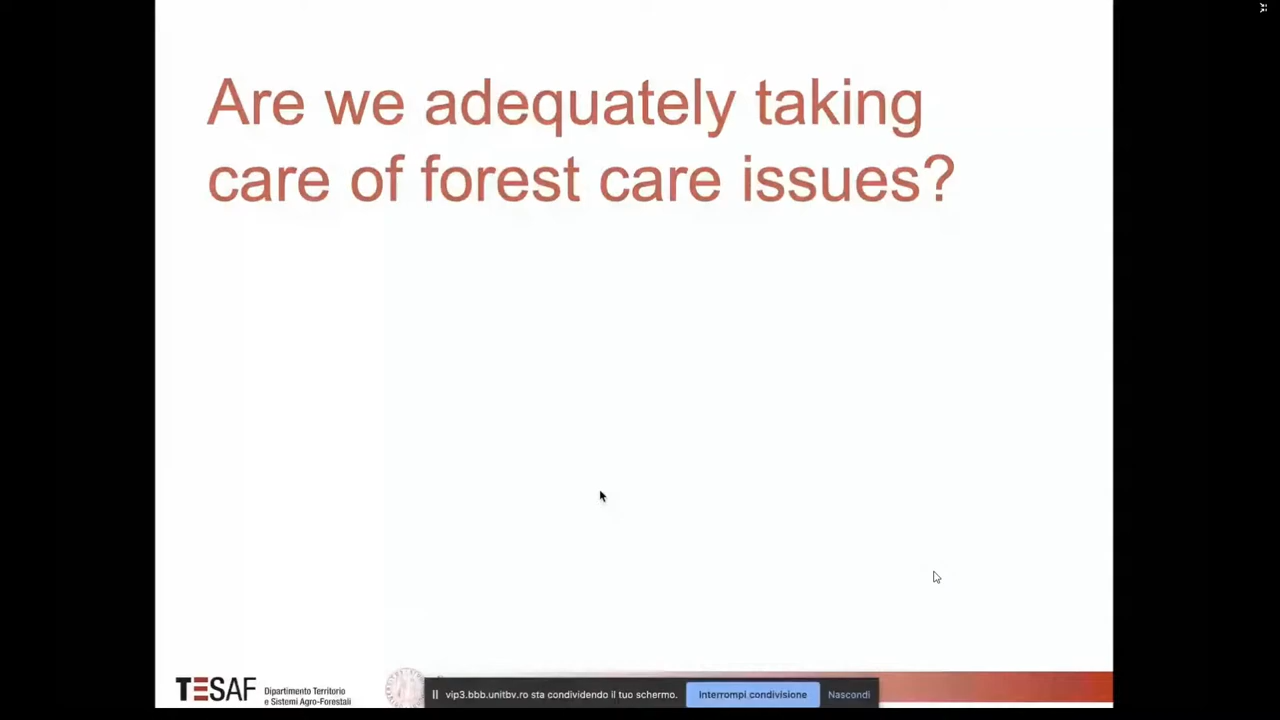 Are we adequately taking
care of forest care issues?
TESAF
Dipartimento Territorio
e Sistemi Agro-Forestali
vip3.bbb.unitbv.ro sta condividendo il tuo schermo.
Interrompi condivisione
Nascondi